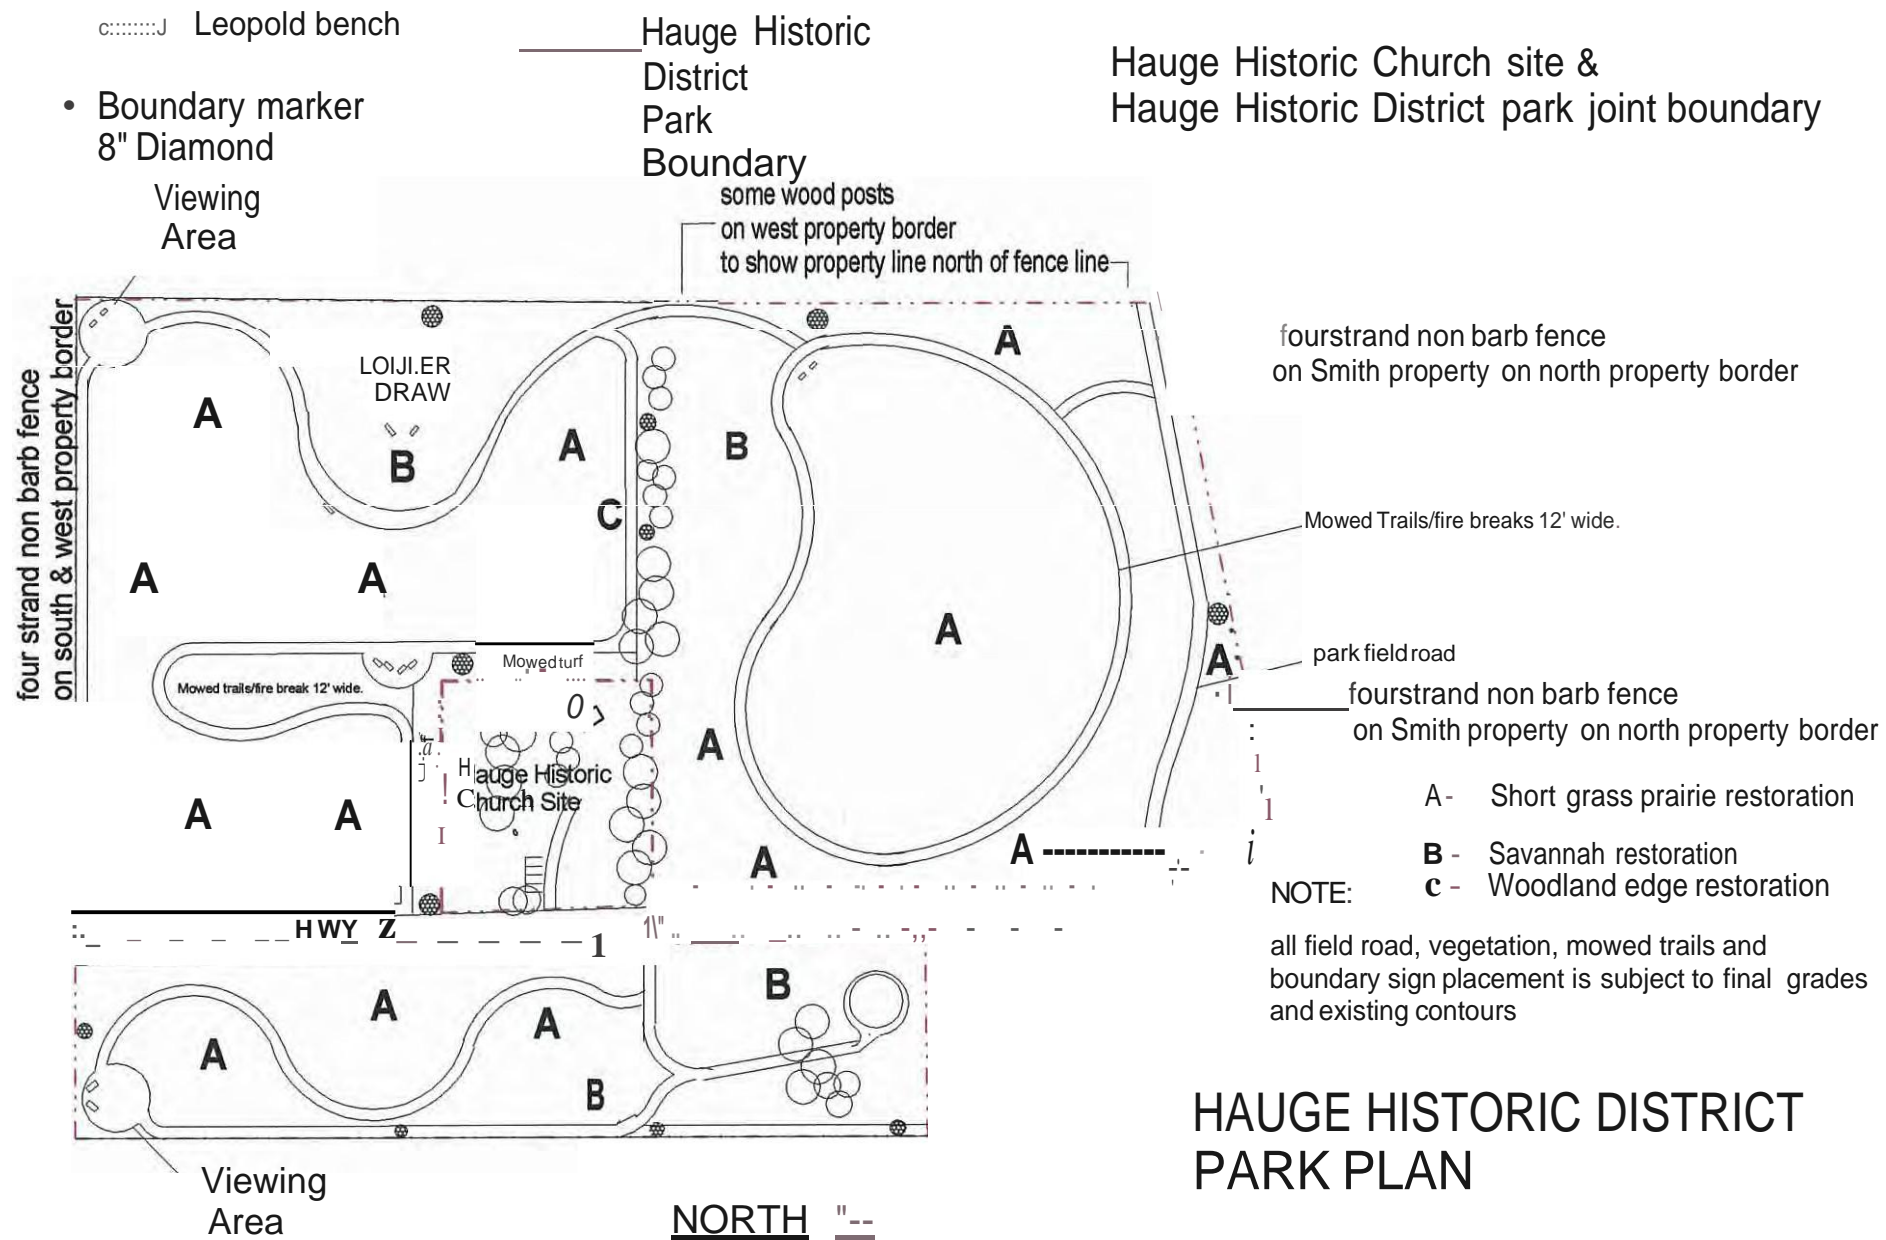 Leopold bench
• Boundary marker
8" Diamond
Hauge Historic
District
Park
Boundary
Hauge Historic Church site &
Hauge Historic District park joint boundary
Viewing
Area
some wood posts
on west property border
to show property line north of fence line
four strand non barb fence
on south & west property border
LOIJI.ER
DRAW
A
B
A
C
B
A
fourstrand non barb fence
on Smith property on north property border
Mowed Trails/fire breaks 12' wide.
A
A
A
A
park field road
fourstrand non barb fence
on Smith property on north property border
Mowed turf
Mowed trails/fire break 12' wide.
Hauge Historic
Church Site
A
A
A
A
A
A - Short grass prairie restoration
B - Savannah restoration
c - Woodland edge restoration
NOTE:
all field road, vegetation, mowed trails and
boundary sign placement is subject to final grades
and existing contours
HWY Z
A
A
A
B
B
Viewing
Area
NORTH
HAUGE HISTORIC DISTRICT
PARK PLAN